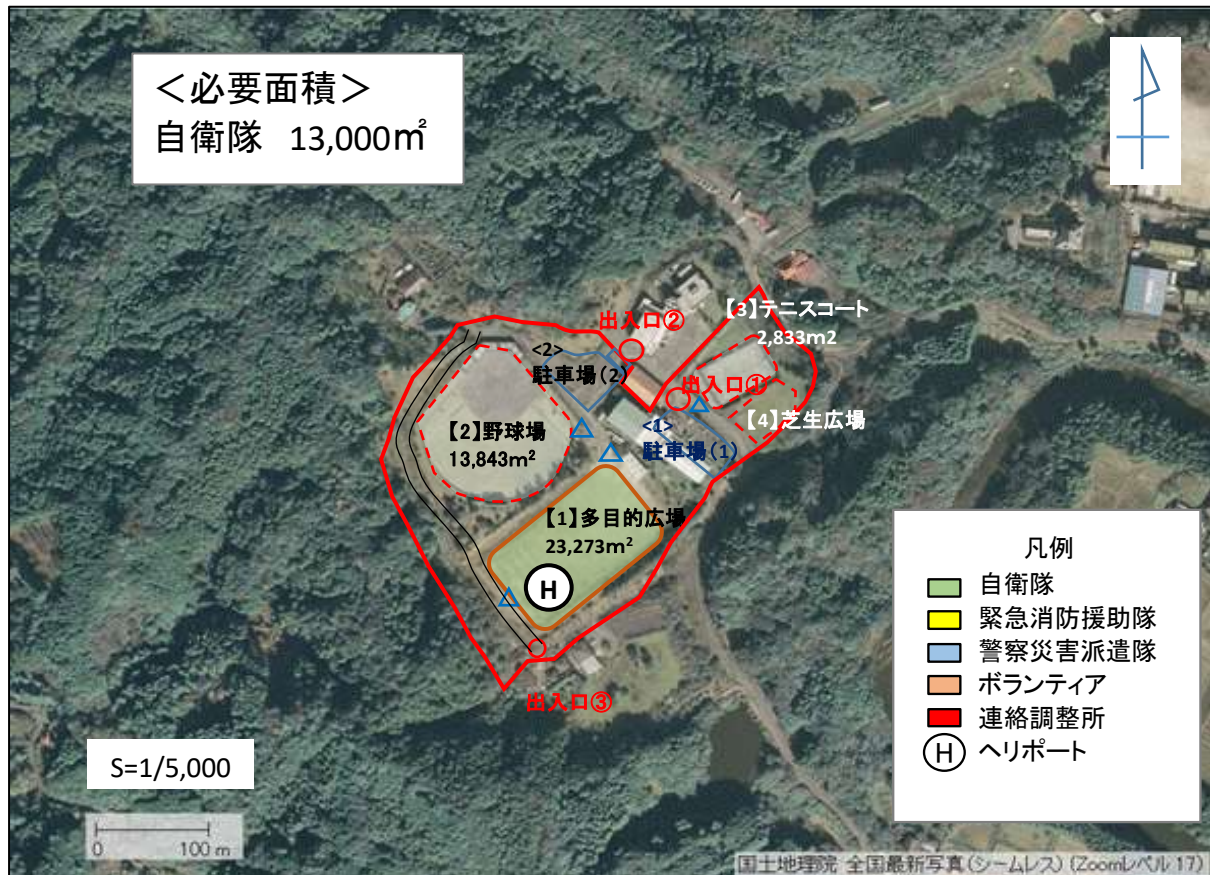 ＜必要面積＞
自衛隊 13,000㎡
【3】テニスコート
2,833m2
出入口②
<2>
駐車場(2)
出入口①
【4】芝生広場
<1>
駐車場(1)
【2】野球場
13,843m²
【1】多目的広場
23,273m²
H
出入口③
凡例
自衛隊
緊急消防援助隊
警察災害派遣隊
ボランティア
連絡調整所
H ヘリポート
S=1/5,000
0 100 m
国土地理院 全国最新写真(シームレス) (Zoomレベル 17)